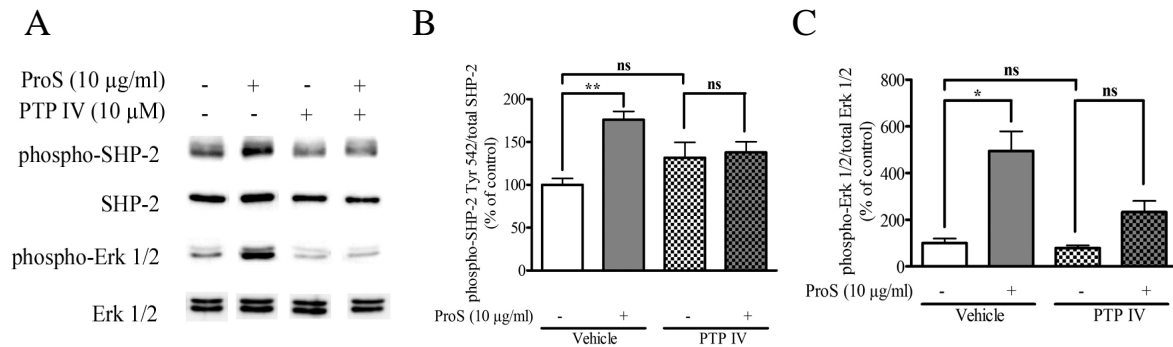 A
ProS (10 µg/ml) - + - +
PTP IV (10 µM) - - + +
phospho-SHP-2
SHP-2
phospho-Erk 1/2
Erk 1/2
B
phospho-SHP-2 Tyr 542/total SHP-2
(% of control)
ns
** ns
200
150
100
50
0
ProS (10 µg/ml) - + - +
Vehicle PTP IV
C
phospho-Erk 1/2/total Erk 1/2
(% of control)
ns
* ns
800
600
400
200
0
ProS (10 µg/ml) - + - +
Vehicle PTP IV